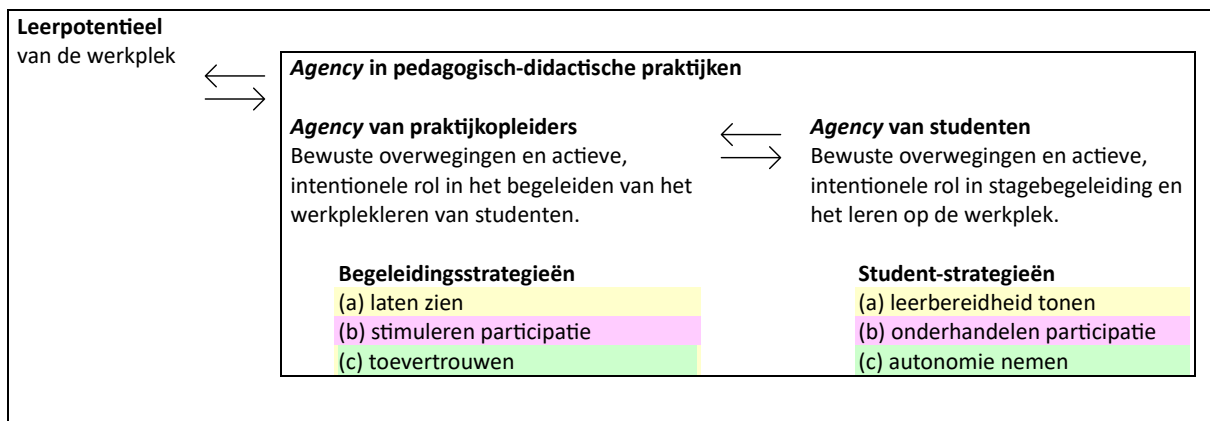 Leerpotentieel
van de werkplek
Agency in pedagogisch-didactische praktijken
Agency van praktijkopleiders
Bewuste overwegingen en actieve,
intentionele rol in het begeleiden van het
werkplekleren van studenten.
Agency van studenten
Bewuste overwegingen en actieve,
intentionele rol in stagebegeleiding en
het leren op de werkplek.
Begeleidingsstrategieën
(a) laten zien
(b) stimuleren participatie
(c) toevertrouwen
Student-strategieën
(a) leerbereidheid tonen
(b) onderhandelen participatie
(c) autonomie nemen